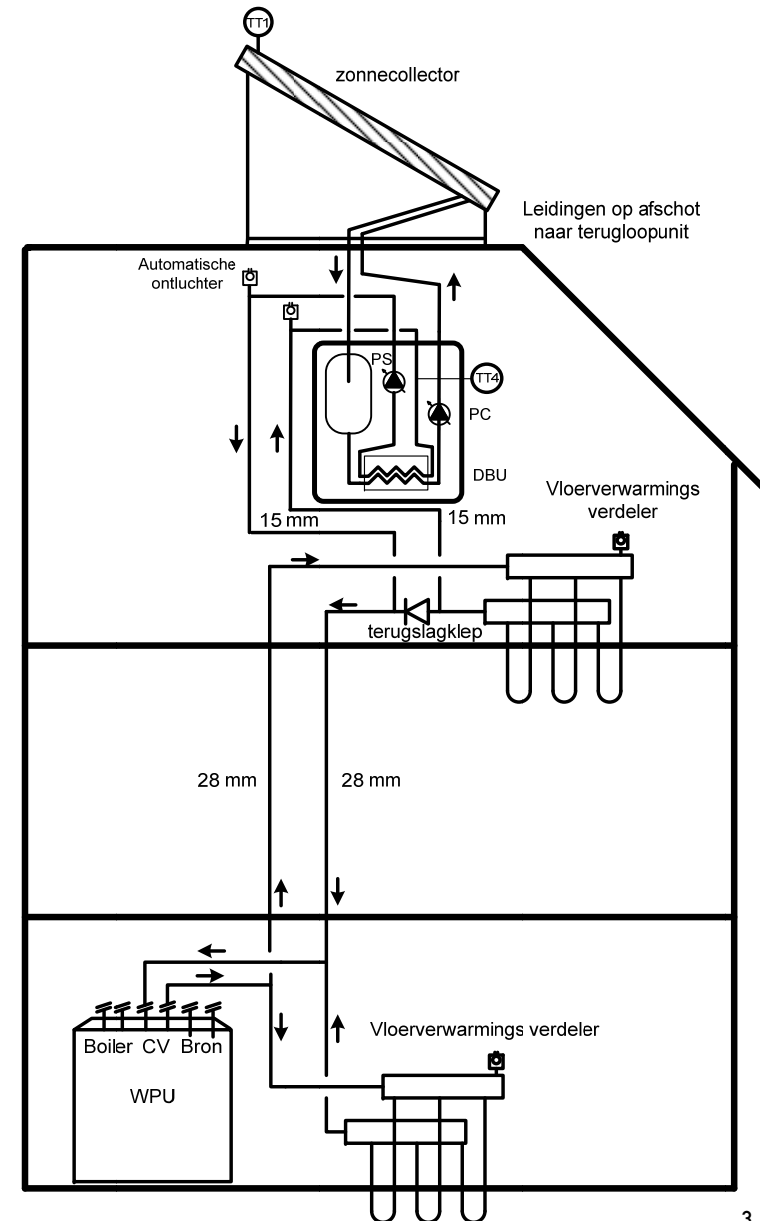 TT1
zonnecollector
Leidingen op afschot
naar terugloopunit
Automatische
ontluchter
PS
TT4
PC
DBU
Vloerverwarmings
verdeler
15 mm
15 mm
terugslagklep
28 mm
28 mm
Vloerverwarmings verdeler
Boiler CV Bron
WPU
3